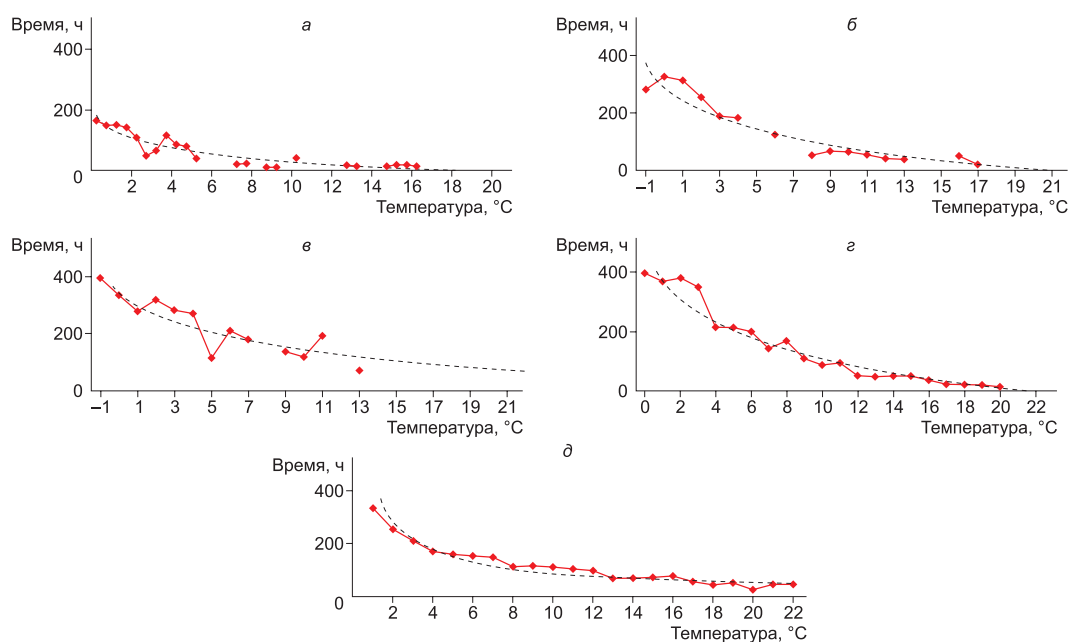 Время, ч
а
400
200
0
2 4 6 8 10 12 14 16 18 20
Температура, °С
Время, ч
б
400
200
0
–1 1 3 5 7 9 11 13 15 17 19 21
Температура, °С
Время, ч
в
400
200
0
–1 1 3 5 7 9 11 13 15 17 19 21
Температура, °С
Время, ч
г
400
200
0
0 2 4 6 8 10 12 14 16 18 20 22
Температура, °С
Время, ч
д
400
200
0
2 4 6 8 10 12 14 16 18 20 22
Температура, °С